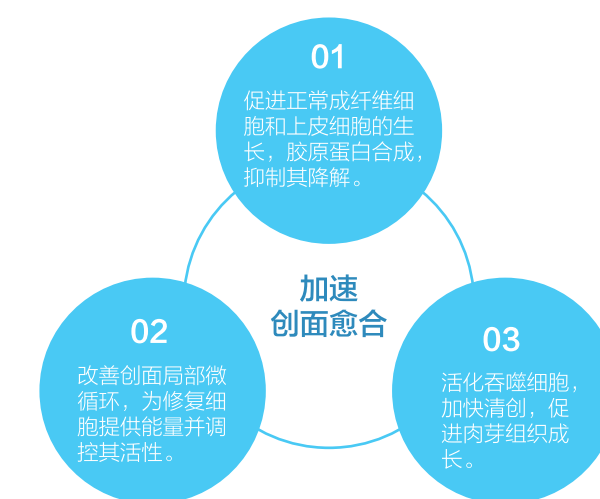 01
促进正常成纤维细
胞和上皮细胞的生
长，胶原蛋白合成，
抑制其降解。
加速
创面愈合
02
改善创面局部微
循环，为修复细
胞提供能量并调
控其活性。
03
活化吞噬细胞，
加快清创，促
进肉芽组织成
长。